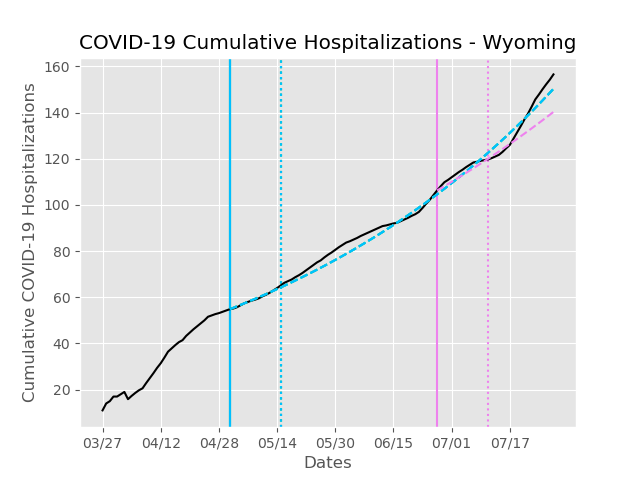 COVID-19 Cumulative Hospitalizations - Wyoming
Cumulative COVID-19 Hospitalizations
160
140
120
100
80
60
40
20
03/27 04/12 04/28 05/14 05/30 06/15 07/01 07/17
Dates